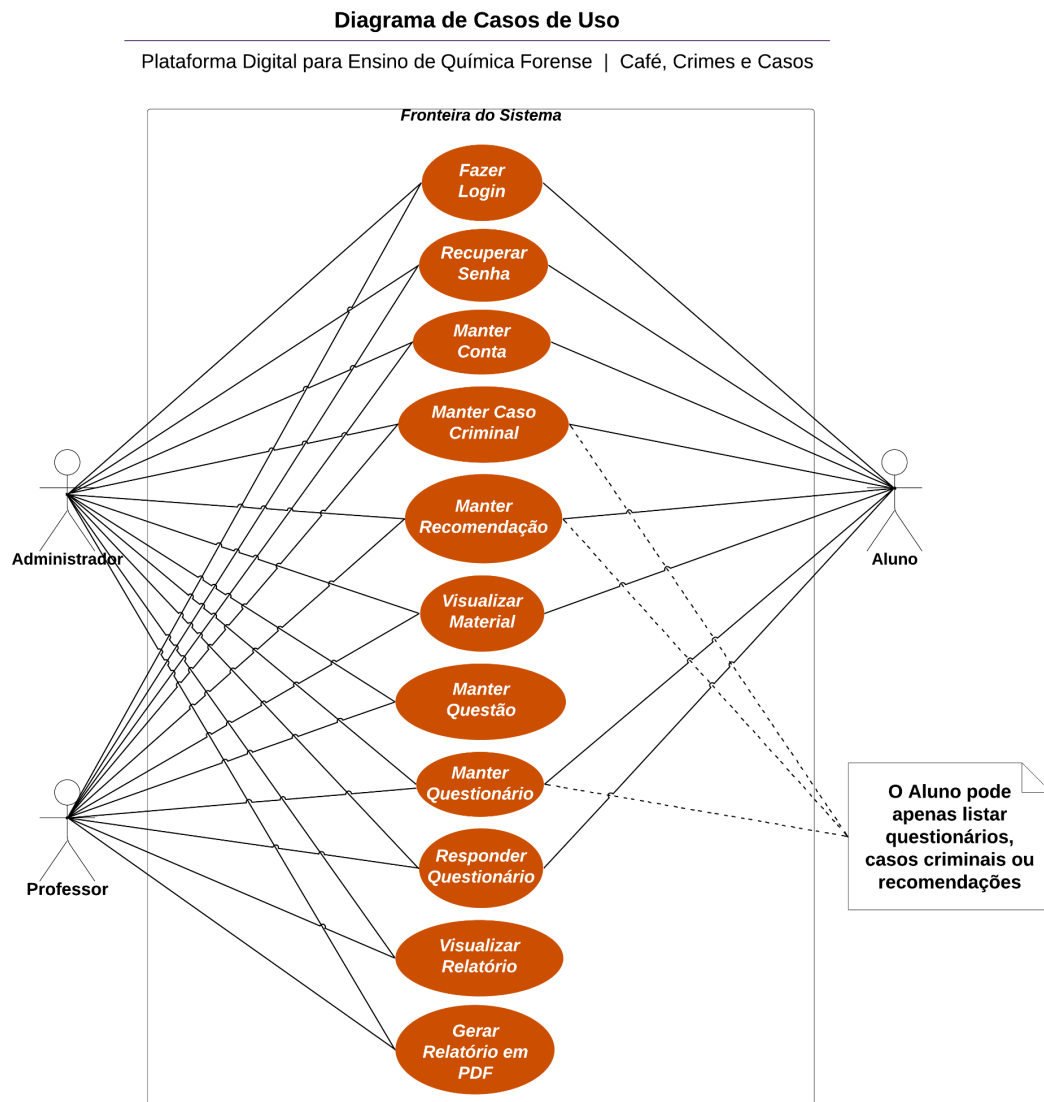 Diagrama de Casos de Uso
Plataforma Digital para Ensino de Química Forense | Café, Crimes e Casos
Fronteira do Sistema
Fazer
Login
Recuperar
Senha
Manter
Conta
Manter Caso
Criminal
Manter
Recomendação
Administrador
Aluno
Visualizar
Material
Manter
Questão
Manter
Questionário
O Aluno pode
apenas listar
questionários,
casos criminais ou
recomendações
Professor
Responder
Questionário
Visualizar
Relatório
Gerar
Relatório em
PDF